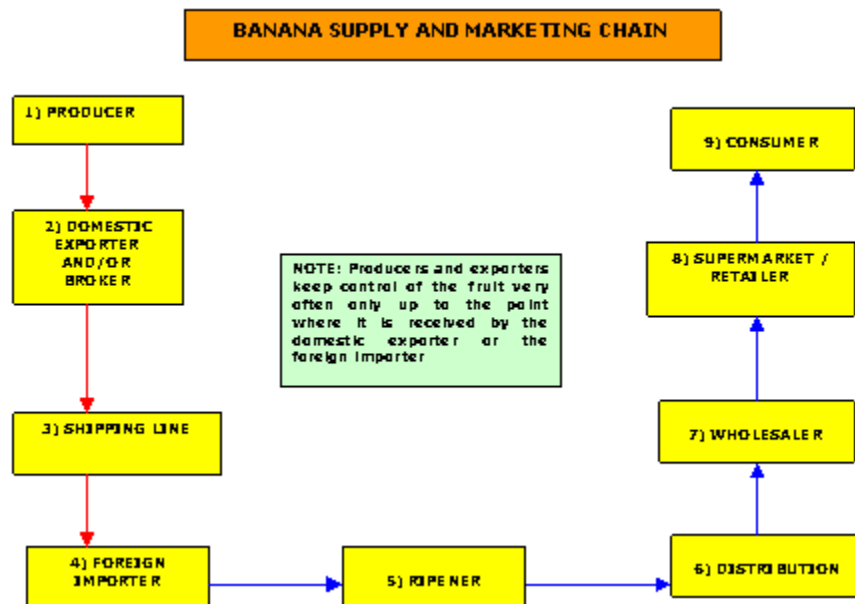 BANANA SUPPLY AND MARKETING CHAIN
1) PRODUCER
2) DOMESTIC
EXPORTER
AND/OR
BROKER
3) SHIPPING LINE
4) FOREIGN
IMPORTER
5) RIPENER
6) DISTRIBUTION
7) WHOLESALER
8) SUPERMARKET /
RETAILER
9) CONSUMER
NOTE: Producers and exporters
keep control of the fruit very
often only up to the point
where it is received by the
domestic exporter or the
foreign importer